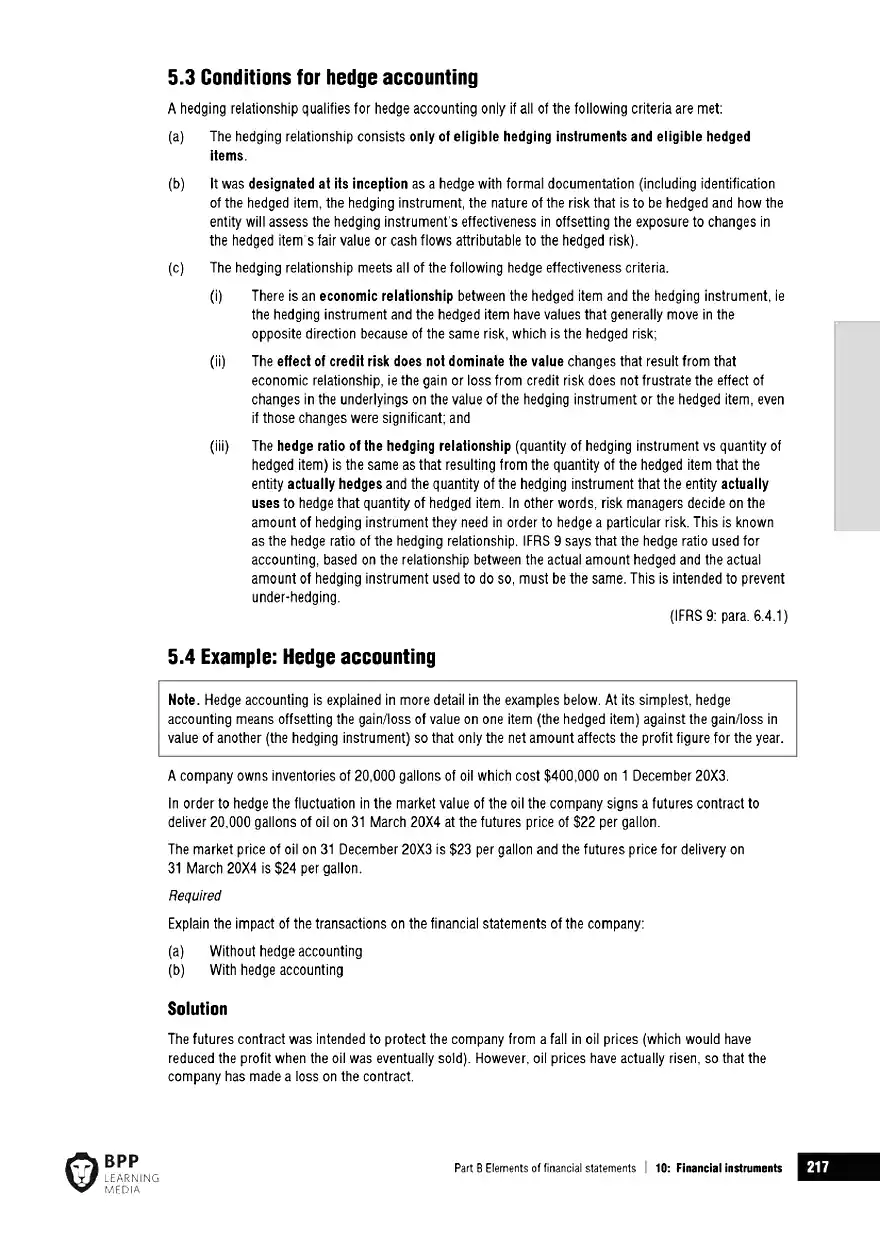 5.3 Conditions for hedge accounting
A hedging relationship qualifies for hedge accounting only if all of the following criteria are met:
(a) The hedging relationship consists only of eligible hedging instruments and eligible hedged
items.
(b) It was designated at its inception as a hedge with formal documentation (including identification
of the hedged item, the hedging instrument, the nature of the risk that is to be hedged and how the
entity will assess the hedging instrument's effectiveness in offsetting the exposure to changes in
the hedged item's fair value or cash flows attributable to the hedged risk).
(c) The hedging relationship meets all of the following hedge effectiveness criteria.
(i) There is an economic relationship between the hedged item and the hedging instrument, ie
the hedging instrument and the hedged item have values that generally move in the
opposite direction because of the same risk, which is the hedged risk;
(ii) The effect of credit risk does not dominate the value changes that result from that
economic relationship, ie the gain or loss from credit risk does not frustrate the effect of
changes in the underlyings on the value of the hedging instrument or the hedged item, even
if those changes were significant; and
(iii) The hedge ratio of the hedging relationship (quantity of hedging instrument vs quantity of
hedged item) is the same as that resulting from the quantity of the hedged item that the
entity actually hedges and the quantity of the hedging instrument that the entity actually
uses to hedge that quantity of hedged item. In other words, risk managers decide on the
amount of hedging instrument they need in order to hedge a particular risk. This is known
as the hedge ratio of the hedging relationship. IFRS 9 says that the hedge ratio used for
accounting, based on the relationship between the actual amount hedged and the actual
amount of hedging instrument used to do so, must be the same. This is intended to prevent
under-hedging.
(IFRS 9: para. 6.4.1)
5.4 Example: Hedge accounting
Note. Hedge accounting is explained in more detail in the examples below. At its simplest, hedge
accounting means offsetting the gain/loss of value on one item (the hedged item) against the gain/loss in
value of another (the hedging instrument) so that only the net amount affects the profit figure for the year.
A company owns inventories of 20,000 gallons of oil which cost $400,000 on 1 December 20X3.
In order to hedge the fluctuation in the market value of the oil the company signs a futures contract to
deliver 20,000 gallons of oil on 31 March 20X4 at the futures price of $22 per gallon.
The market price of oil on 31 December 20X3 is $23 per gallon and the futures price for delivery on
31 March 20X4 is $24 per gallon.
Required
Explain the impact of the transactions on the financial statements of the company:
(a) Without hedge accounting
(b) With hedge accounting
Solution
The futures contract was intended to protect the company from a fall in oil prices (which would have
reduced the profit when the oil was eventually sold). However, oil prices have actually risen, so that the
company has made a loss on the contract.
BPP
LEARNING
MEDIA
Part B Elements of financial statements | 10: Financial instruments 217